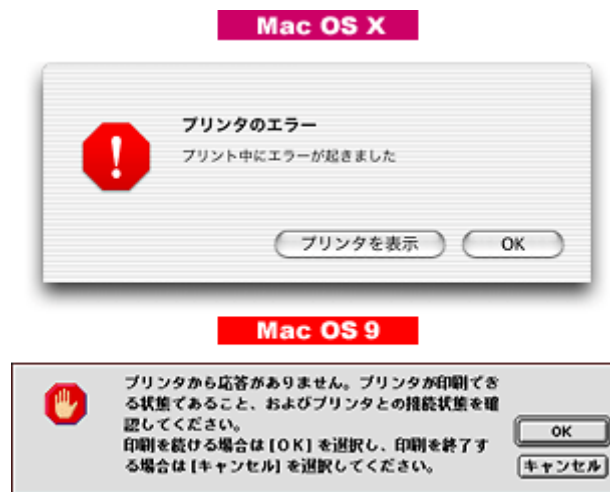 Mac OS X
プリンタのエラー
プリント中にエラーが起きました
プリンタを表示
OK
Mac OS 9
プリンタから応答がありません。プリンタが印刷でき
る状態であること、およびプリンタとの接続状態を確
認してください。
印刷を続ける場合は [OK] を選択し、印刷を終了す
る場合は [キャンセル] を選択してください。
OK
キャンセル